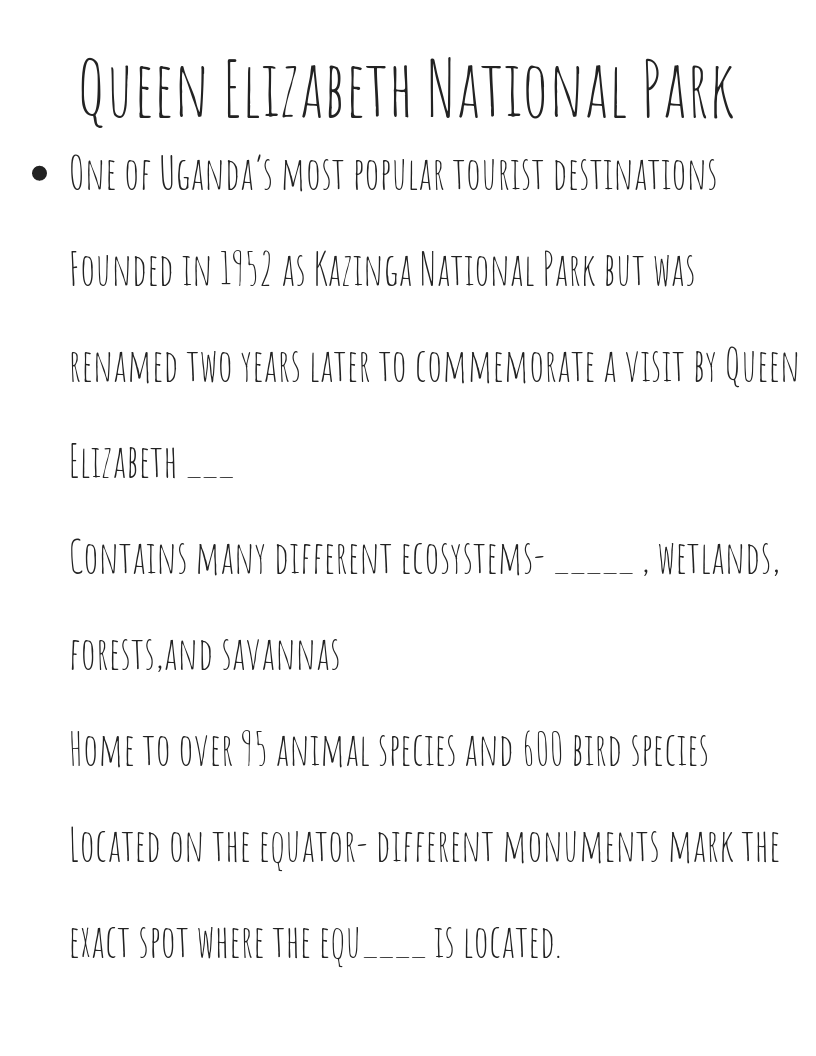 Queen Elizabeth National Park
• One of Uganda's most popular tourist destinations
Founded in 1952 as Kazinga National Park but was
renamed two years later to commemorate a visit by Queen
Elizabeth ___
Contains many different ecosystems- _____ , wetlands,
forests,and savannas
Home to over 95 animal species and 600 bird species
Located on the equator- different monuments mark the
exact spot where the equ____ is located.